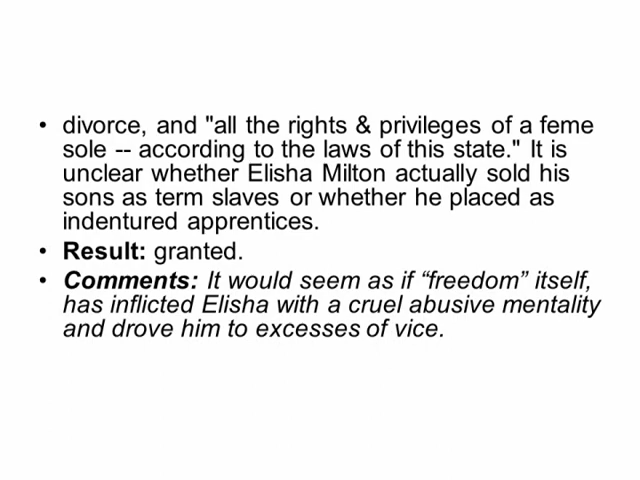 • divorce, and "all the rights & privileges of a feme
sole -- according to the laws of this state." It is
unclear whether Elisha Milton actually sold his
sons as term slaves or whether he placed as
indentured apprentices.
• Result: granted.
• Comments: It would seem as if “freedom” itself,
has inflicted Elisha with a cruel abusive mentality
and drove him to excesses of vice.